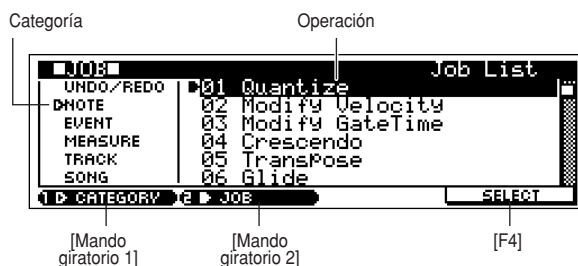 Categoría
Operación
JOB
Job List
UNDO/REDO
NOTE
EVENT
MEASURE
TRACK
SONG
01 Quantize
02 Modify Velocity
03 Modify GateTime
04 Crescendo
05 Transpose
06 Glide
1 CATEGORY
2 JOB
SELECT
[Mando
giratorio 1]
[Mando
giratorio 2]
[F4]